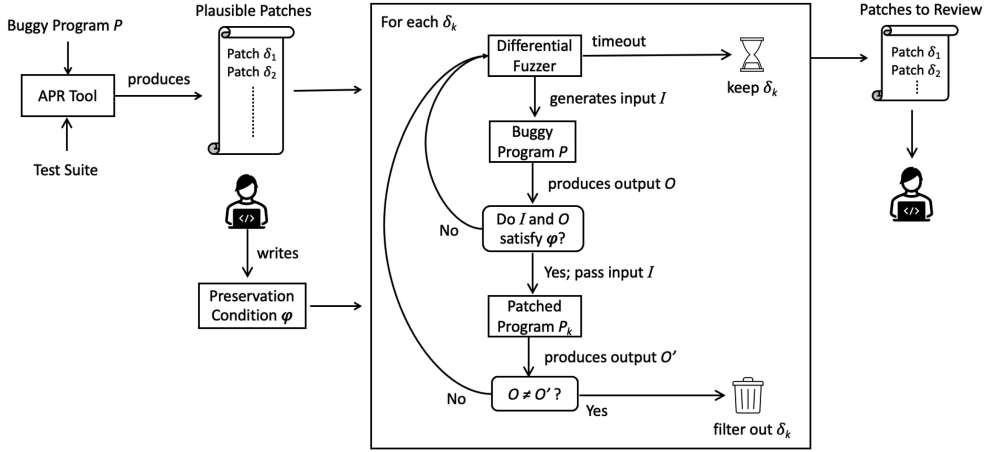 Buggy Program P
APR Tool
Test Suite
produces
Plausible Patches
Patch δ1
Patch δ2
</>
writes
Preservation
Condition φ
For each δk
Differential
Fuzzer
timeout
keep δk
generates input I
Buggy
Program P
produces output O
Do I and O
satisfy φ?
No
Yes; pass input I
Patched
Program Pk
produces output O'
O ≠ O' ?
No
Yes
filter out δk
Patches to Review
Patch δ1
Patch δ2
</>